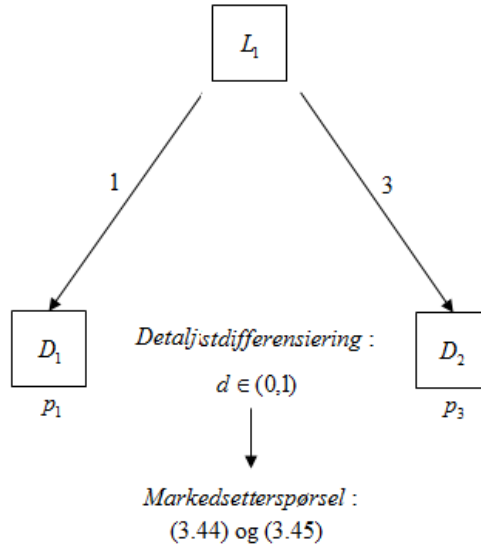 L₁
1
3
D₁
Detaljistdifferensiering :
D₂
d ∈ (0,1)
p₁
p₃
Markedsetterspørsel :
(3.44) og (3.45)